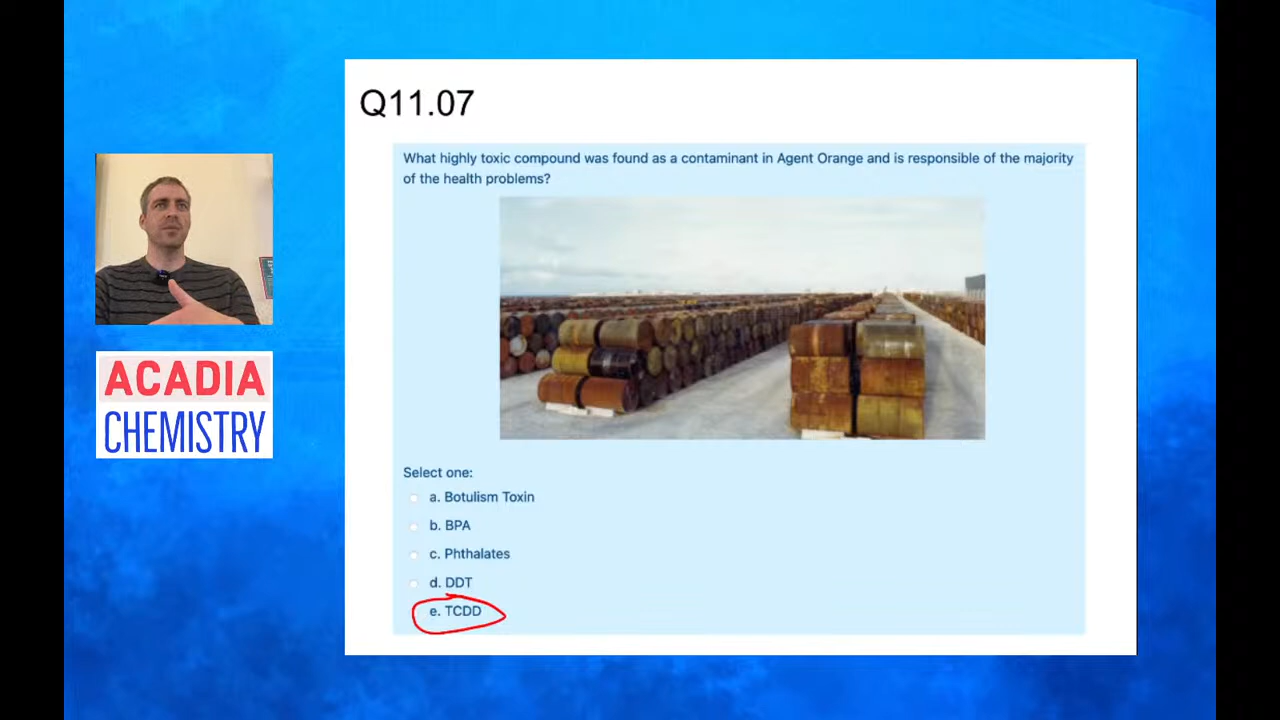 Q11.07
What highly toxic compound was found as a contaminant in Agent Orange and is responsible of the majority
of the health problems?
ACADIA
CHEMISTRY
Select one:
a. Botulism Toxin
b. BPA
c. Phthalates
d. DDT
e. TCDD